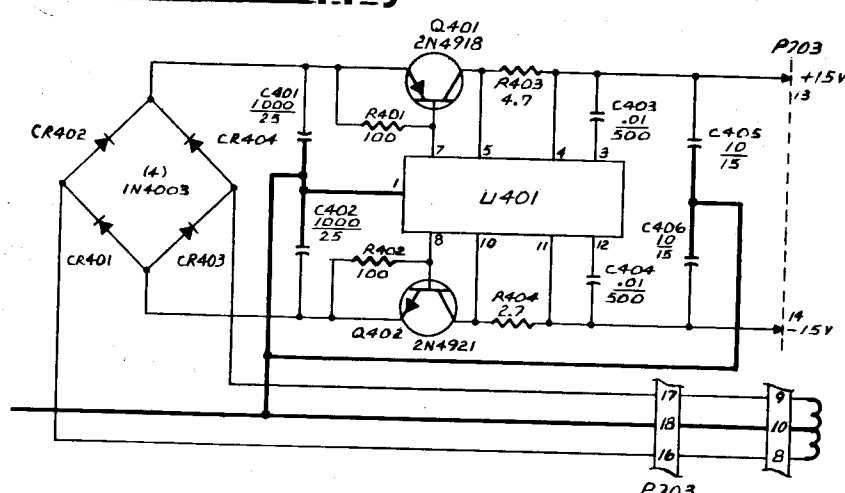 Q401
2N4918
P703
+15V
13
C401
1000
25
R403
4.7
C403
.01
500
R401
100
CR402
CR404
C405
10
15
(4)
1N4003
7
5
4
3
1
U401
C402
1000
25
8
10
11
12
C406
10
15
R402
100
CR401
CR403
C404
.01
500
R404
2.7
14
-15V
Q402
2N4921
17
9
18
10
16
8
P703